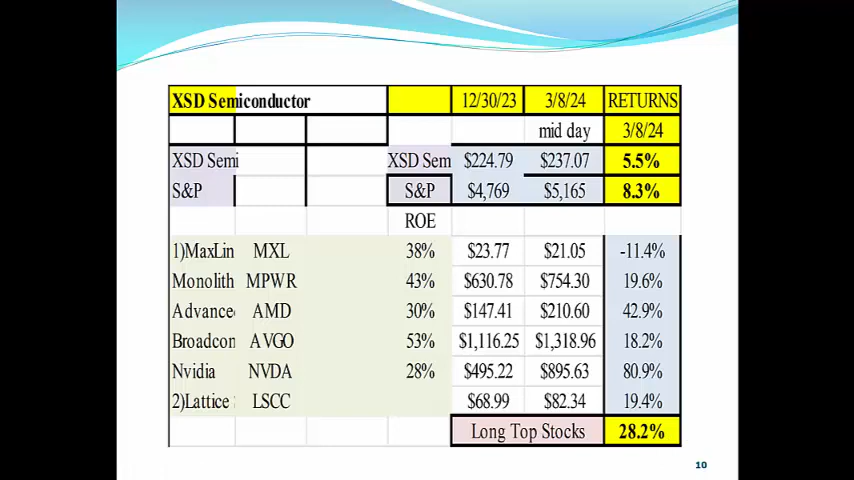 XSD Semiconductor 12/30/23 3/8/24 RETURNS
mid day 3/8/24
XSD Semi XSD Sem $224.79 $237.07 5.5%
S&P S&P $4,769 $5,165 8.3%
ROE
1)MaxLin MXL 38% $23.77 $21.05 -11.4%
Monolith MPWR 43% $630.78 $754.30 19.6%
Advance AMD 30% $147.41 $210.60 42.9%
Broadcon AVGO 53% $1,116.25 $1,318.96 18.2%
Nvidia NVDA 28% $495.22 $895.63 80.9%
2)Lattice LSCC $68.99 $82.34 19.4%
Long Top Stocks 28.2%
10